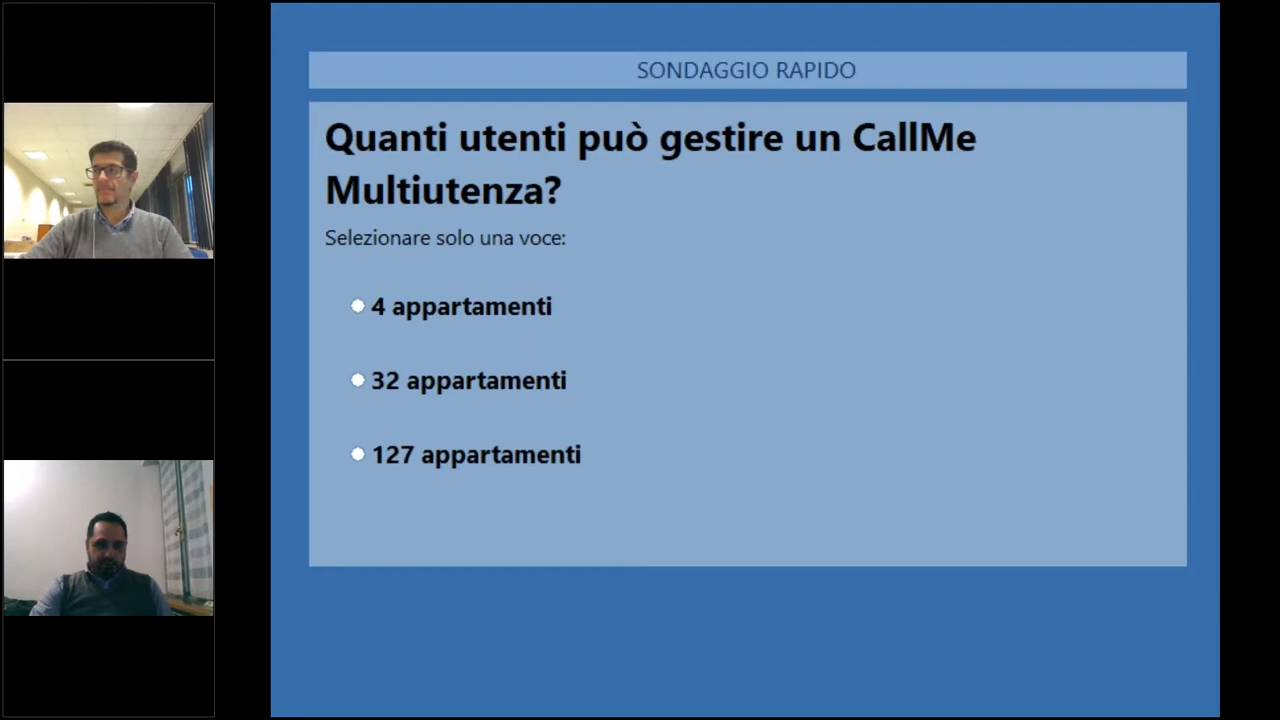 SONDAGGIO RAPIDO
Quanti utenti può gestire un CallMe
Multiutenza?
Selezionare solo una voce:
4 appartamenti
32 appartamenti
127 appartamenti